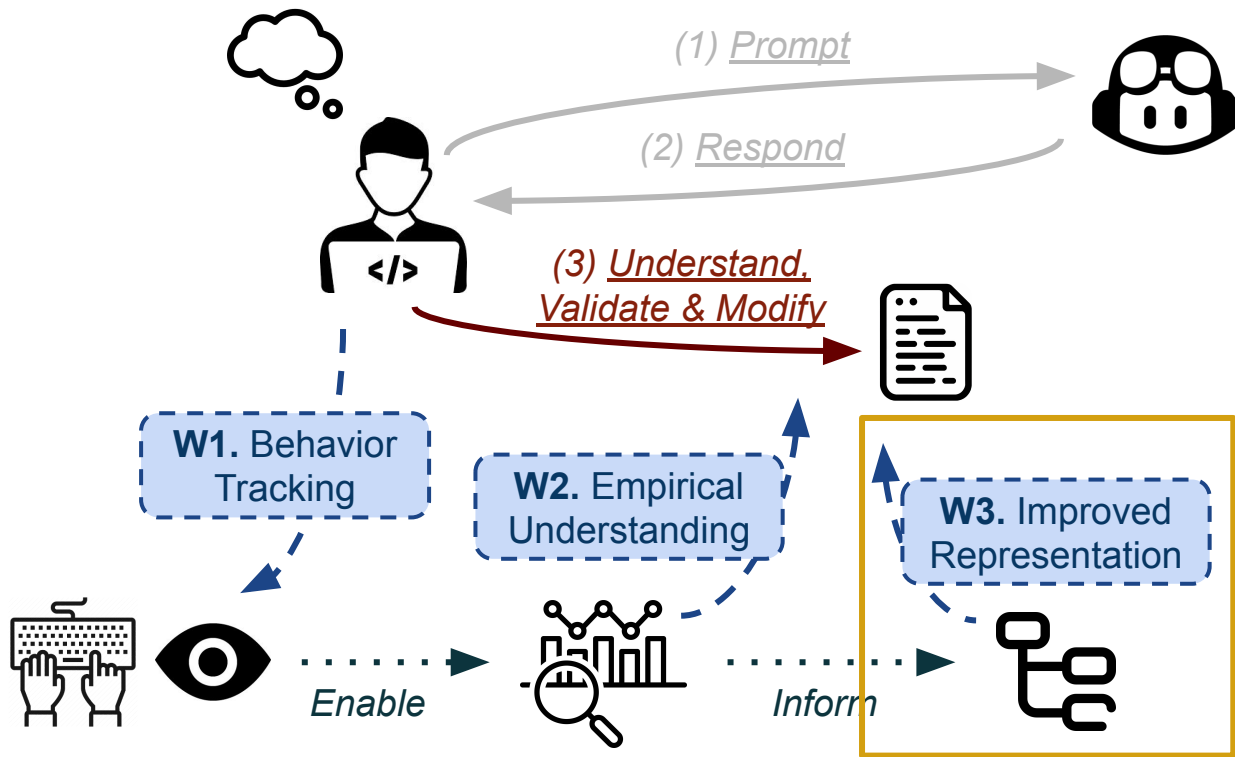 (1) Prompt
(2) Respond
</>
(3) Understand,
Validate & Modify
W1. Behavior
Tracking
W2. Empirical
Understanding
W3. Improved
Representation
Enable
Inform